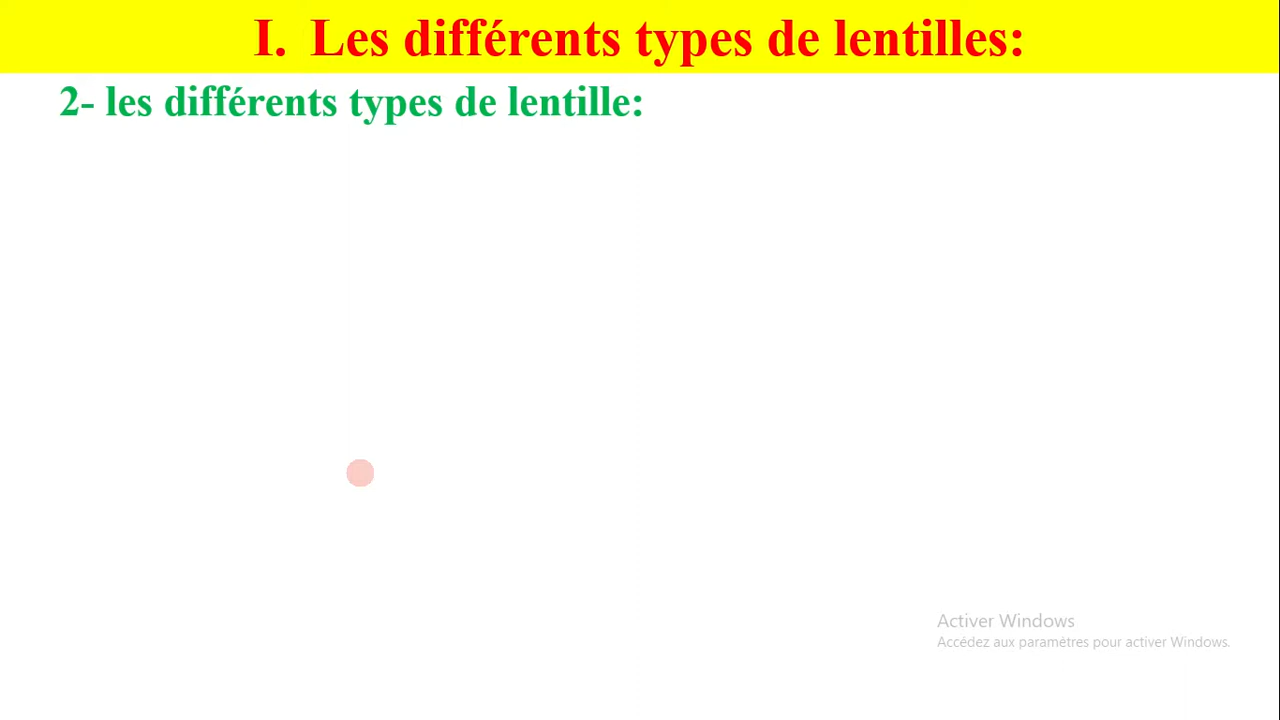 I. Les différents types de lentilles:
2- les différents types de lentille:
Activer Windows
Accédez aux paramètres pour activer Windows.